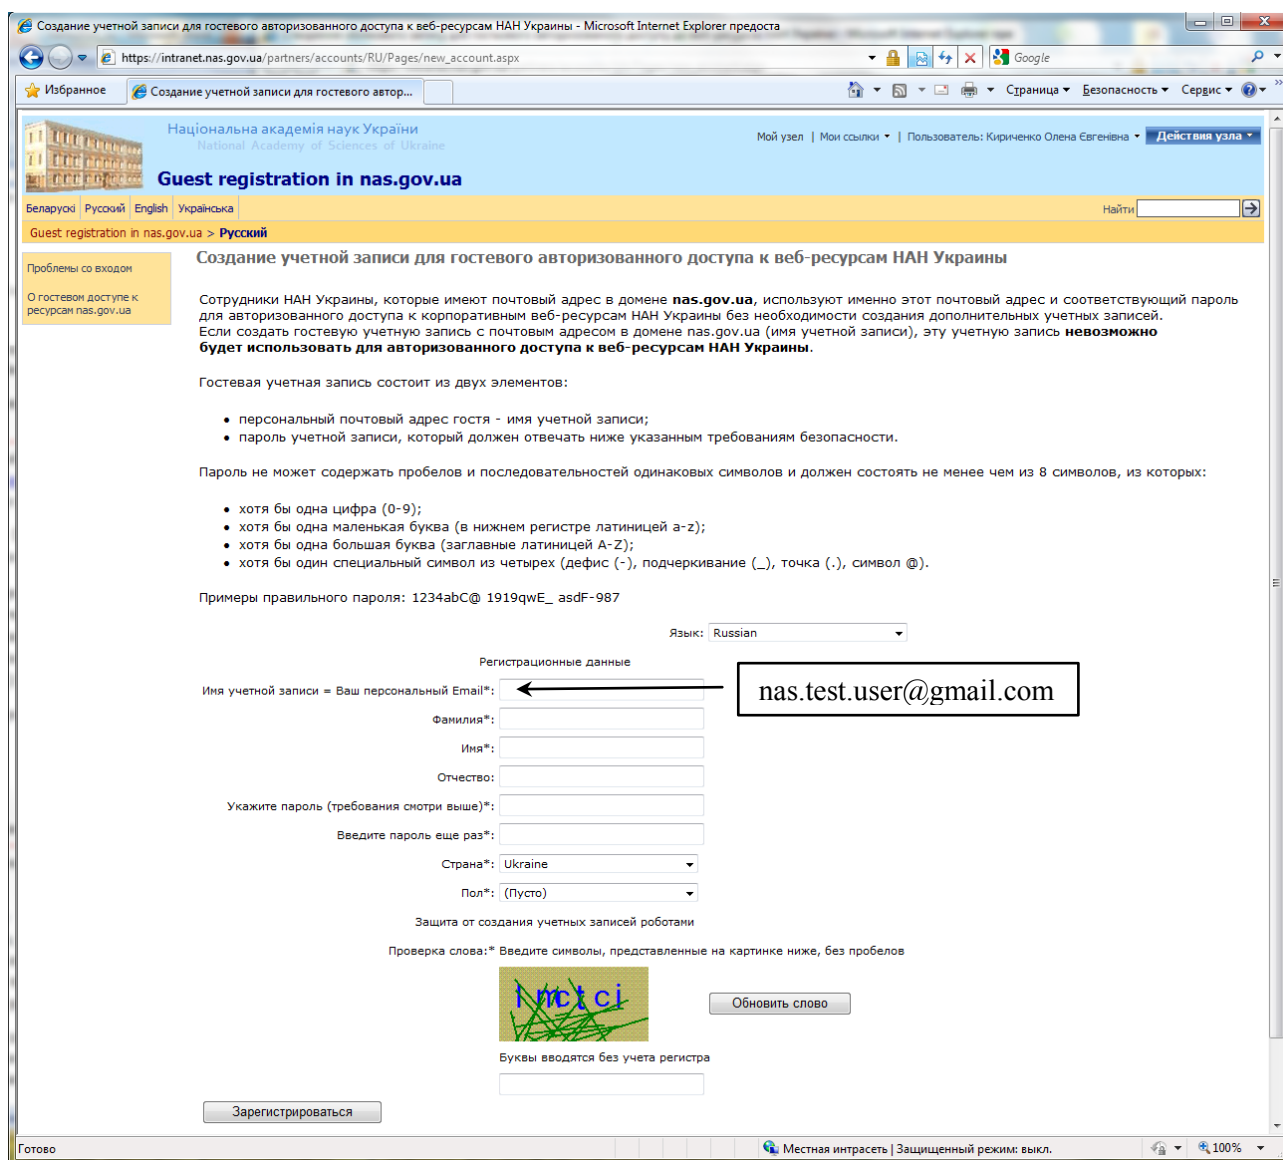 Создание учетной записи для гостевого авторизованного доступа к веб-ресурсам НАН Украины - Microsoft Internet Explorer предоста
https://intranet.nas.gov.ua/partners/accounts/RU/Pages/new_account.aspx
Google
Избранное
Создание учетной записи для гостевого автор...
Страница
Безопасность
Сервис
Національна академія наук України
National Academy of Sciences of Ukraine
Guest registration in nas.gov.ua
Мой узел | Мои ссылки | Пользователь: Кириченко Олена Євгенівна
Действия узла
Беларускі Русский English Українська
Найти
Guest registration in nas.gov.ua > Русский
Проблемы со входом
О гостевом доступе к
ресурсам nas.gov.ua
Создание учетной записи для гостевого авторизованного доступа к веб-ресурсам НАН Украины
Сотрудники НАН Украины, которые имеют почтовый адрес в домене nas.gov.ua, используют именно этот почтовый адрес и соответствующий пароль
для авторизованного доступа к корпоративным веб-ресурсам НАН Украины без необходимости создания дополнительных учетных записей.
Если создать гостевую учетную запись с почтовым адресом в домене nas.gov.ua (имя учетной записи), эту учетную запись невозможно
будет использовать для авторизованного доступа к веб-ресурсам НАН Украины.
Гостевая учетная запись состоит из двух элементов:
• персональный почтовый адрес гостя - имя учетной записи;
• пароль учетной записи, который должен отвечать ниже указанным требованиям безопасности.
Пароль не может содержать пробелов и последовательностей одинаковых символов и должен состоять не менее чем из 8 символов, из которых:
• хотя бы одна цифра (0-9);
• хотя бы одна маленькая буква (в нижнем регистре латиницей a-z);
• хотя бы одна большая буква (заглавные латиницей A-Z);
• хотя бы один специальный символ из четырех (дефис (-), подчеркивание (_), точка (.), символ @).
Примеры правильного пароля: 1234abC@ 1919qwE_ asdF-987
Язык: Russian
Регистрационные данные
Имя учетной записи = Ваш персональный Email*:
nas.test.user@gmail.com
Фамилия*:
Имя*:
Отчество:
Укажите пароль (требования смотри выше)*:
Введите пароль еще раз*:
Страна*: Ukraine
Пол*: (Пусто)
Защита от создания учетных записей роботами
Проверка слова:* Введите символы, представленные на картинке ниже, без пробелов
Обновить слово
Буквы вводятся без учета регистра
Зарегистрироваться
Готово
Местная интрасеть | Защищенный режим: выкл.
100%